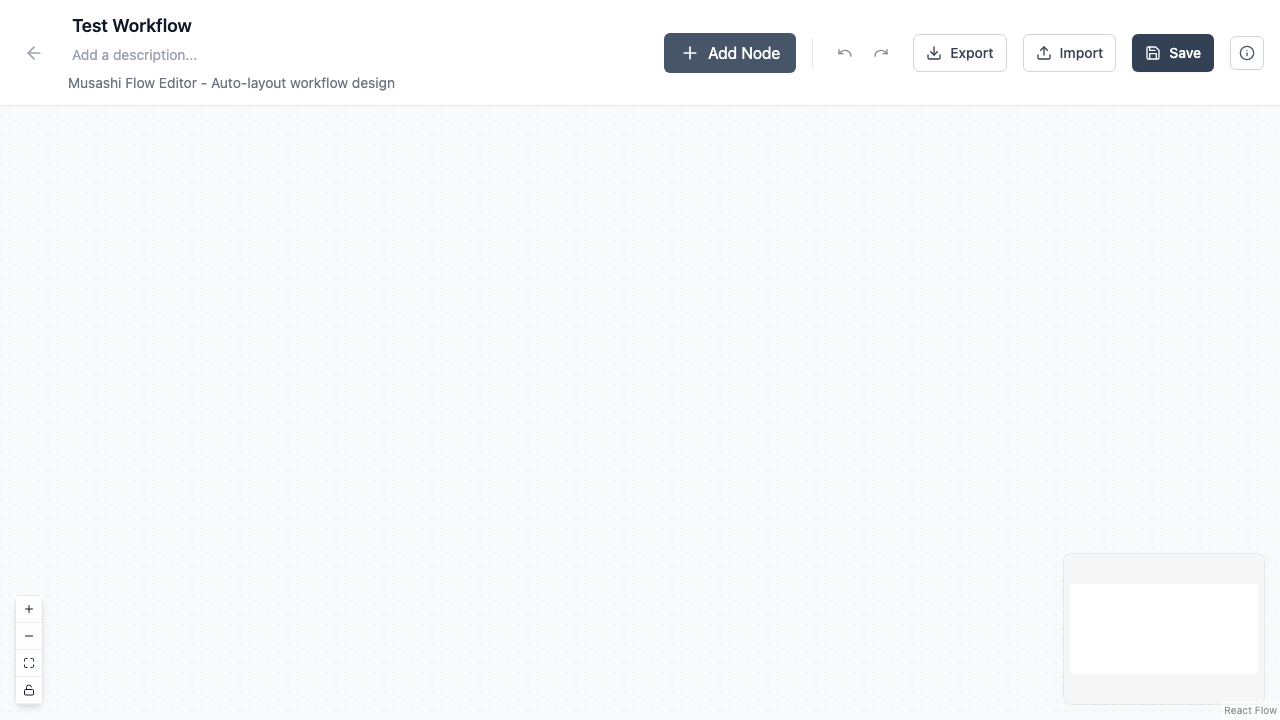 Test Workflow
Add a description...
Musashi Flow Editor - Auto-layout workflow design
Add Node
Export
Import
Save
React Flow